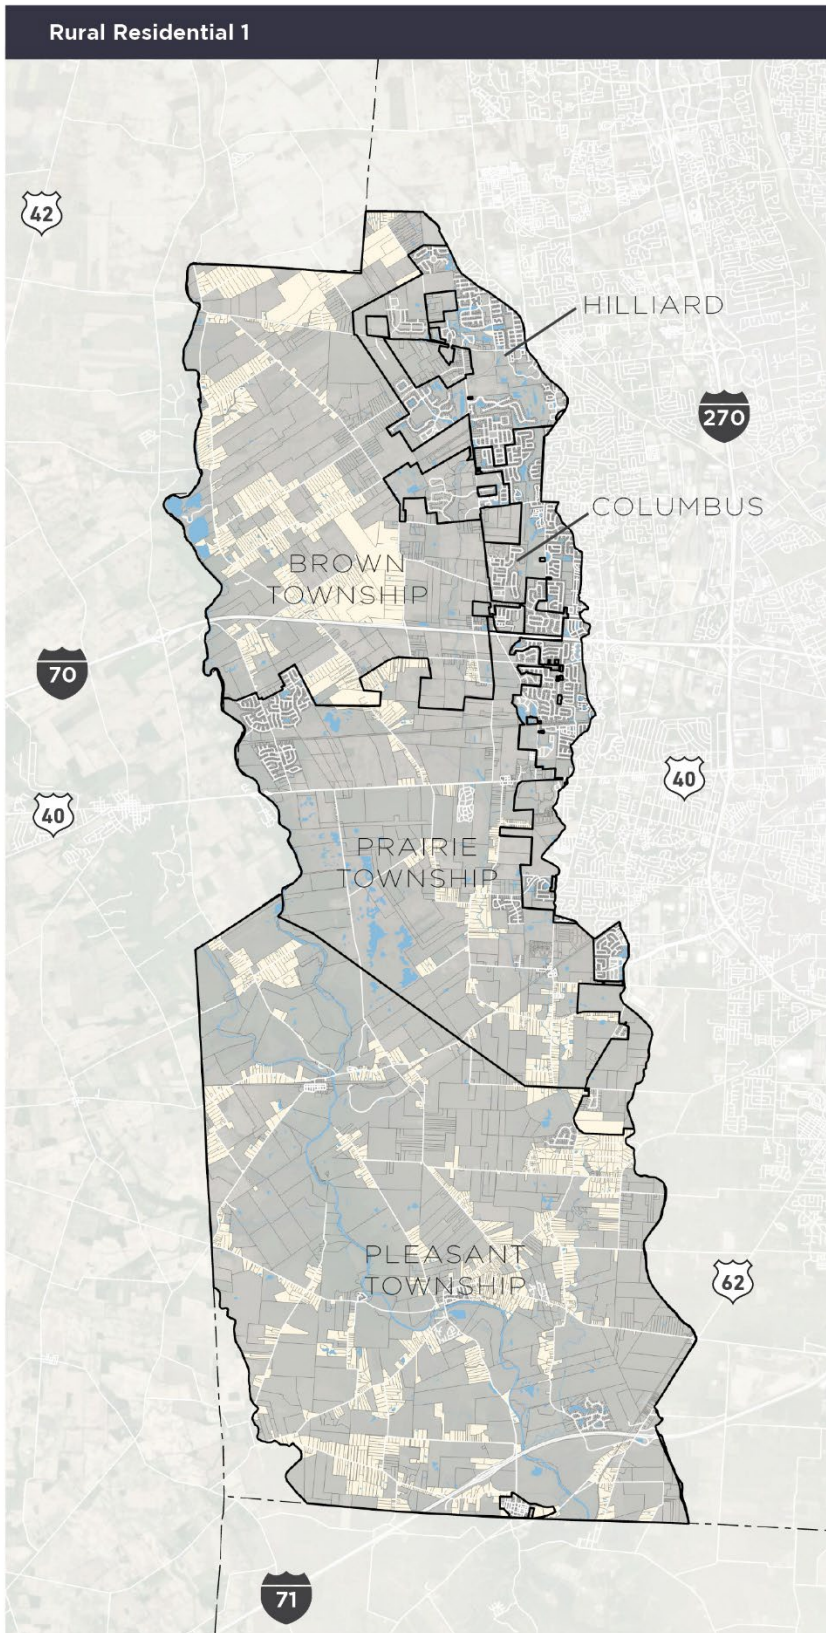 Rural Residential 1
42
HILLIARD
270
COLUMBUS
BROWN
TOWNSHIP
70
40
40
PRAIRIE
TOWNSHIP
PLEASANT
TOWNSHIP
62
71